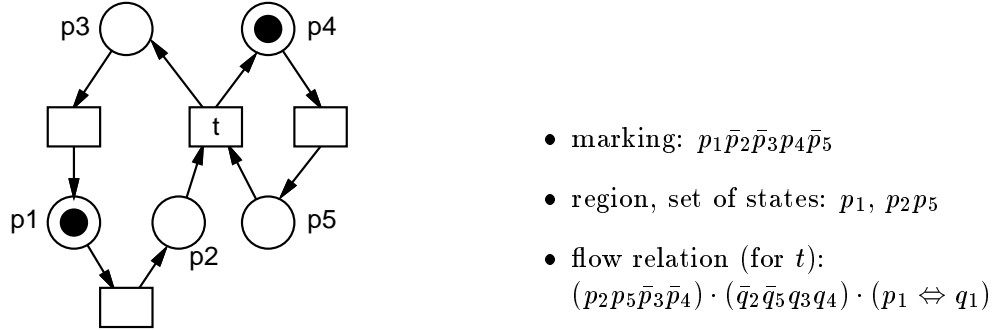 p3
p4
t
p1
p2
p5
• marking: p₁p̄₂p̄₃p₄p̄₅
• region, set of states: p₁, p₂p₅
• flow relation (for t):
(p₂p₅p̄₃p̄₄) · (q̄₂q̄₅q₃q₄) · (p₁ ⇔ q₁)